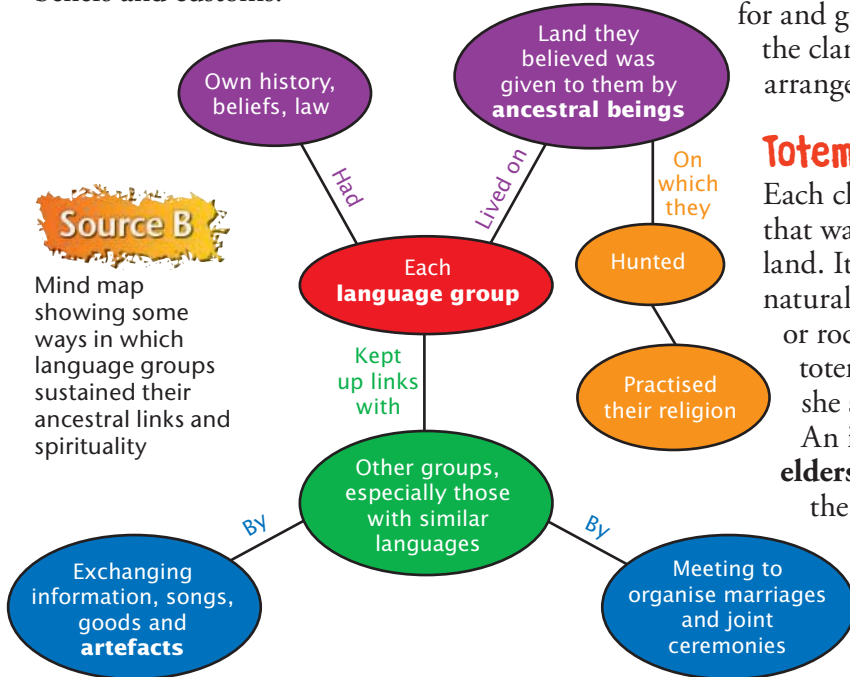 beliefs and customs.
for and g
the clan
arrange
Own history,
beliefs, law
Land they
believed was
given to them by
ancestral beings
Had
Lived on
On
which
they
Source B
Mind map
showing some
ways in which
language groups
sustained their
ancestral links and
spirituality
Each
language group
Hunted
Practised
their religion
Kept
up links
with
Other groups,
especially those
with similar
languages
By
By
Exchanging
information, songs,
goods and
artefacts
Meeting to
organise marriages
and joint
ceremonies
Totem
Each cl
that wa
land. It
natural
or roc
toter
she a
An i
elders
the